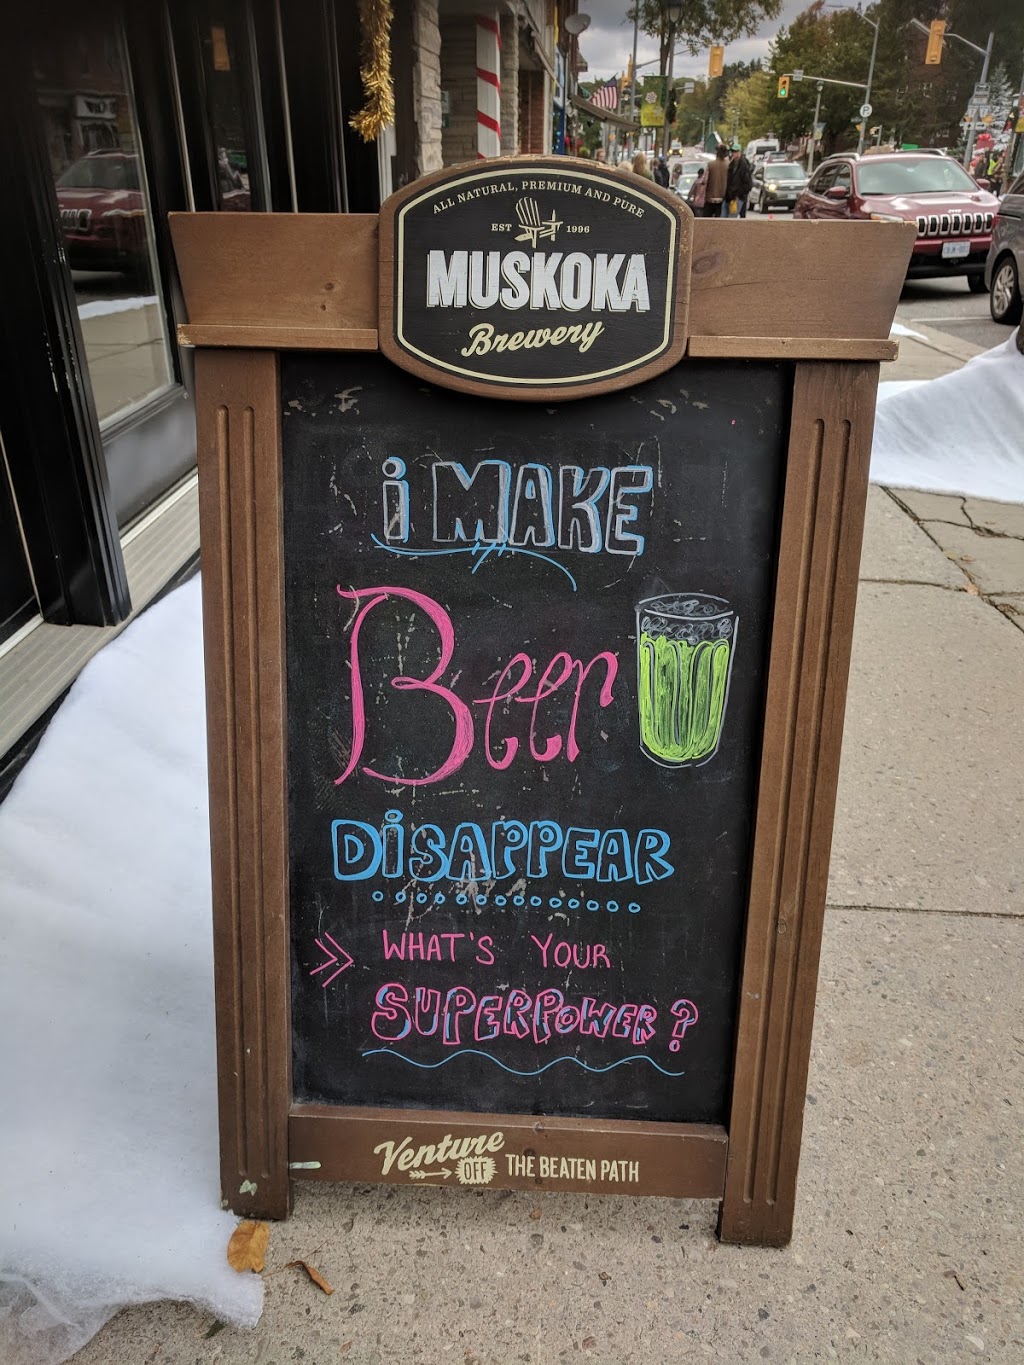 ALL NATURAL, PREMIUM AND PURE
EST 1996
MUSKOKA
Brewery
i MAKE
Beer
DiSAPPEAR
WHAT'S YOUR
SUPERPOWER?
Venture OFF THE BEATEN PATH